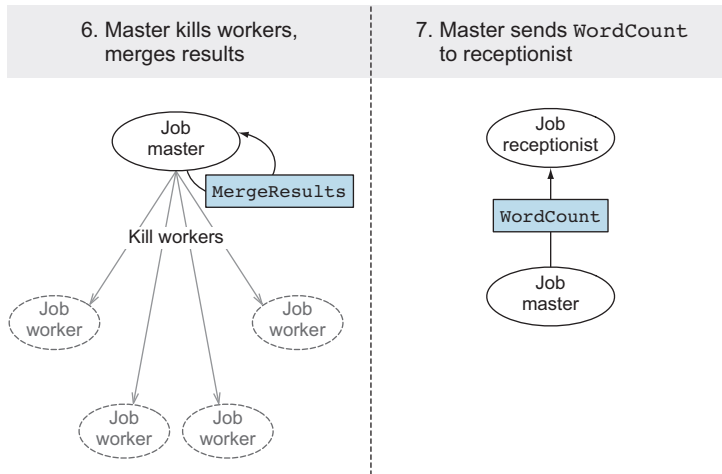 6. Master kills workers,
merges results
7. Master sends WordCount
to receptionist
Job
master
MergeResults
Kill workers
Job
worker
Job
worker
Job
worker
Job
worker
Job
receptionist
WordCount
Job
master